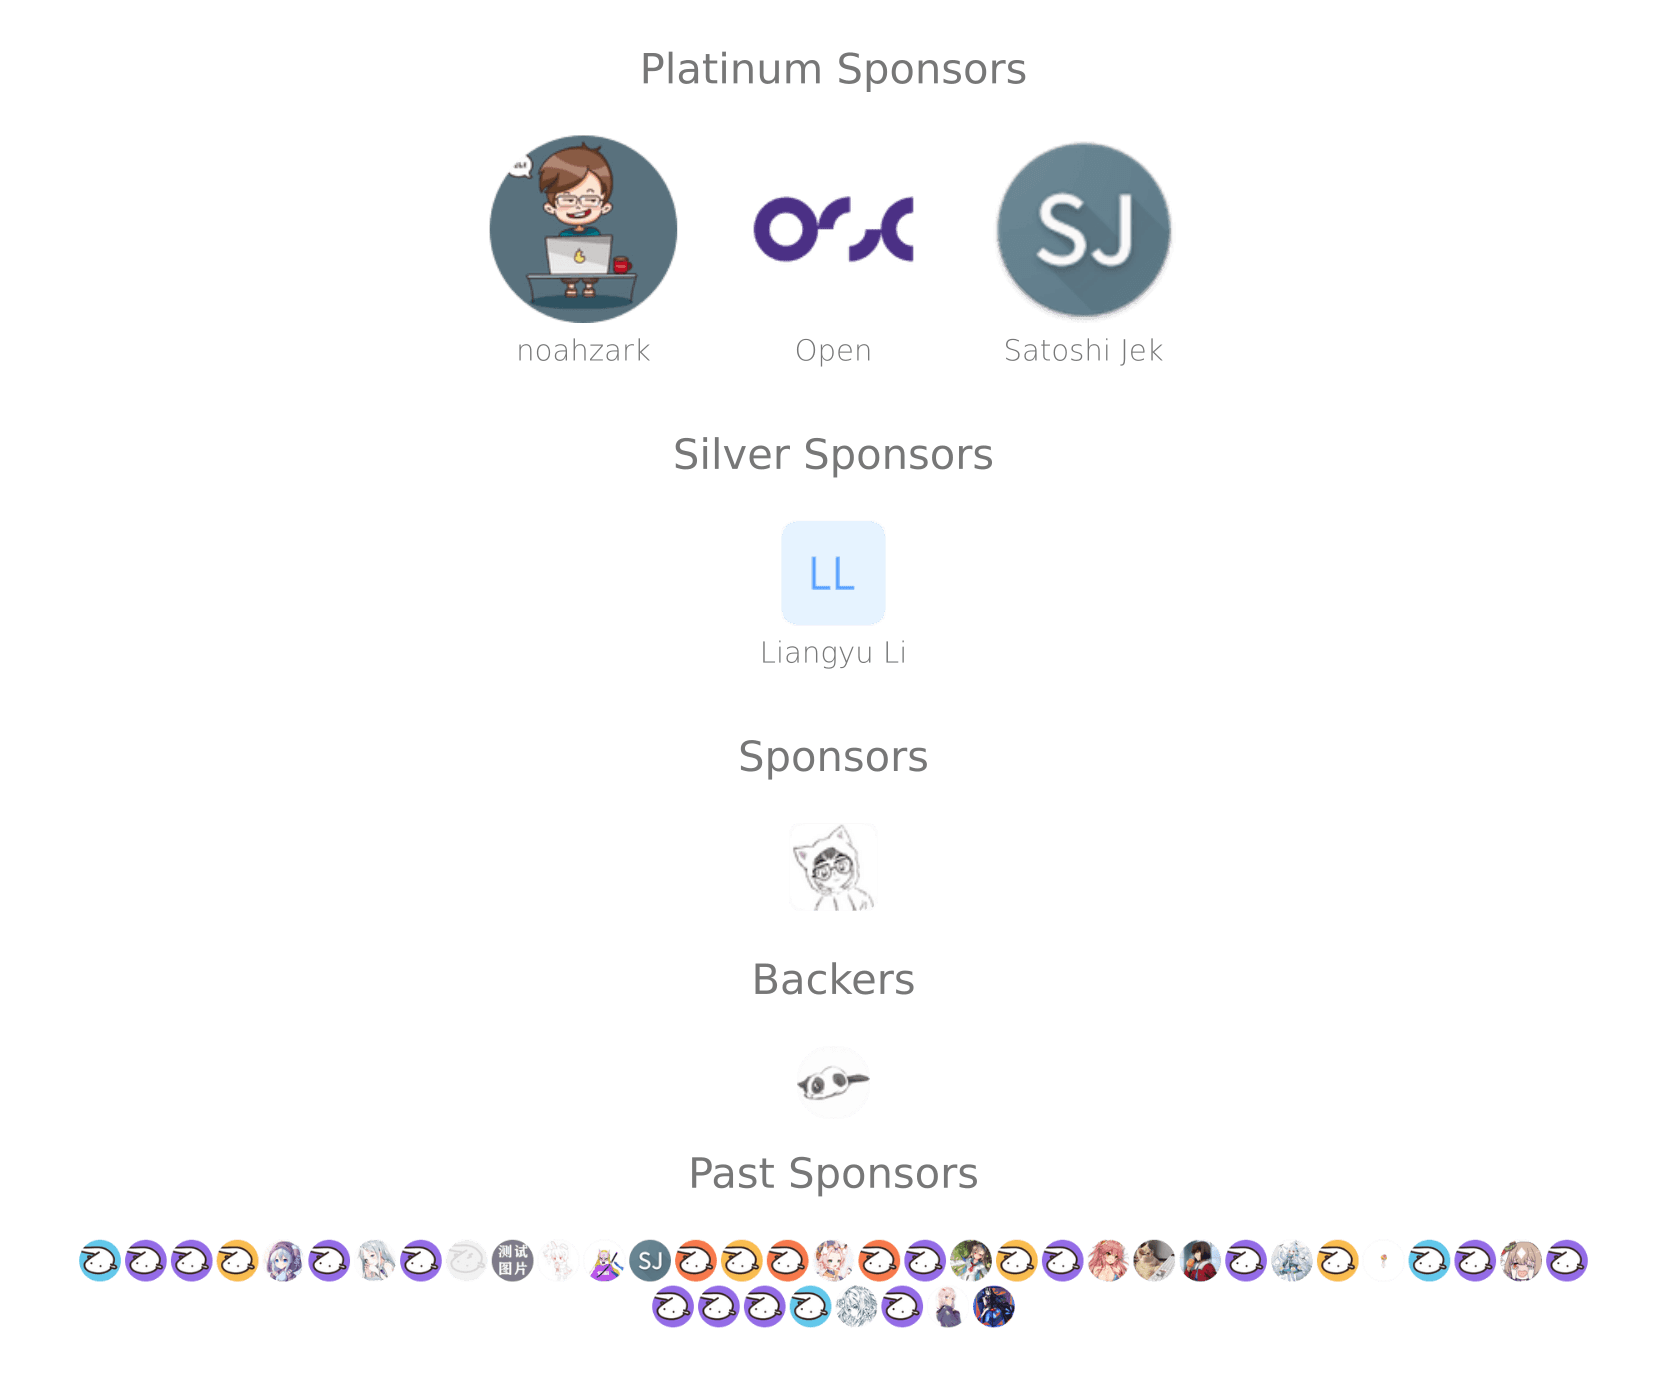 Platinum Sponsors
SJ
noahzark
Open
Satoshi Jek
Silver Sponsors
LL
Liangyu Li
Sponsors
Backers
Past Sponsors
测试
图片
SJ